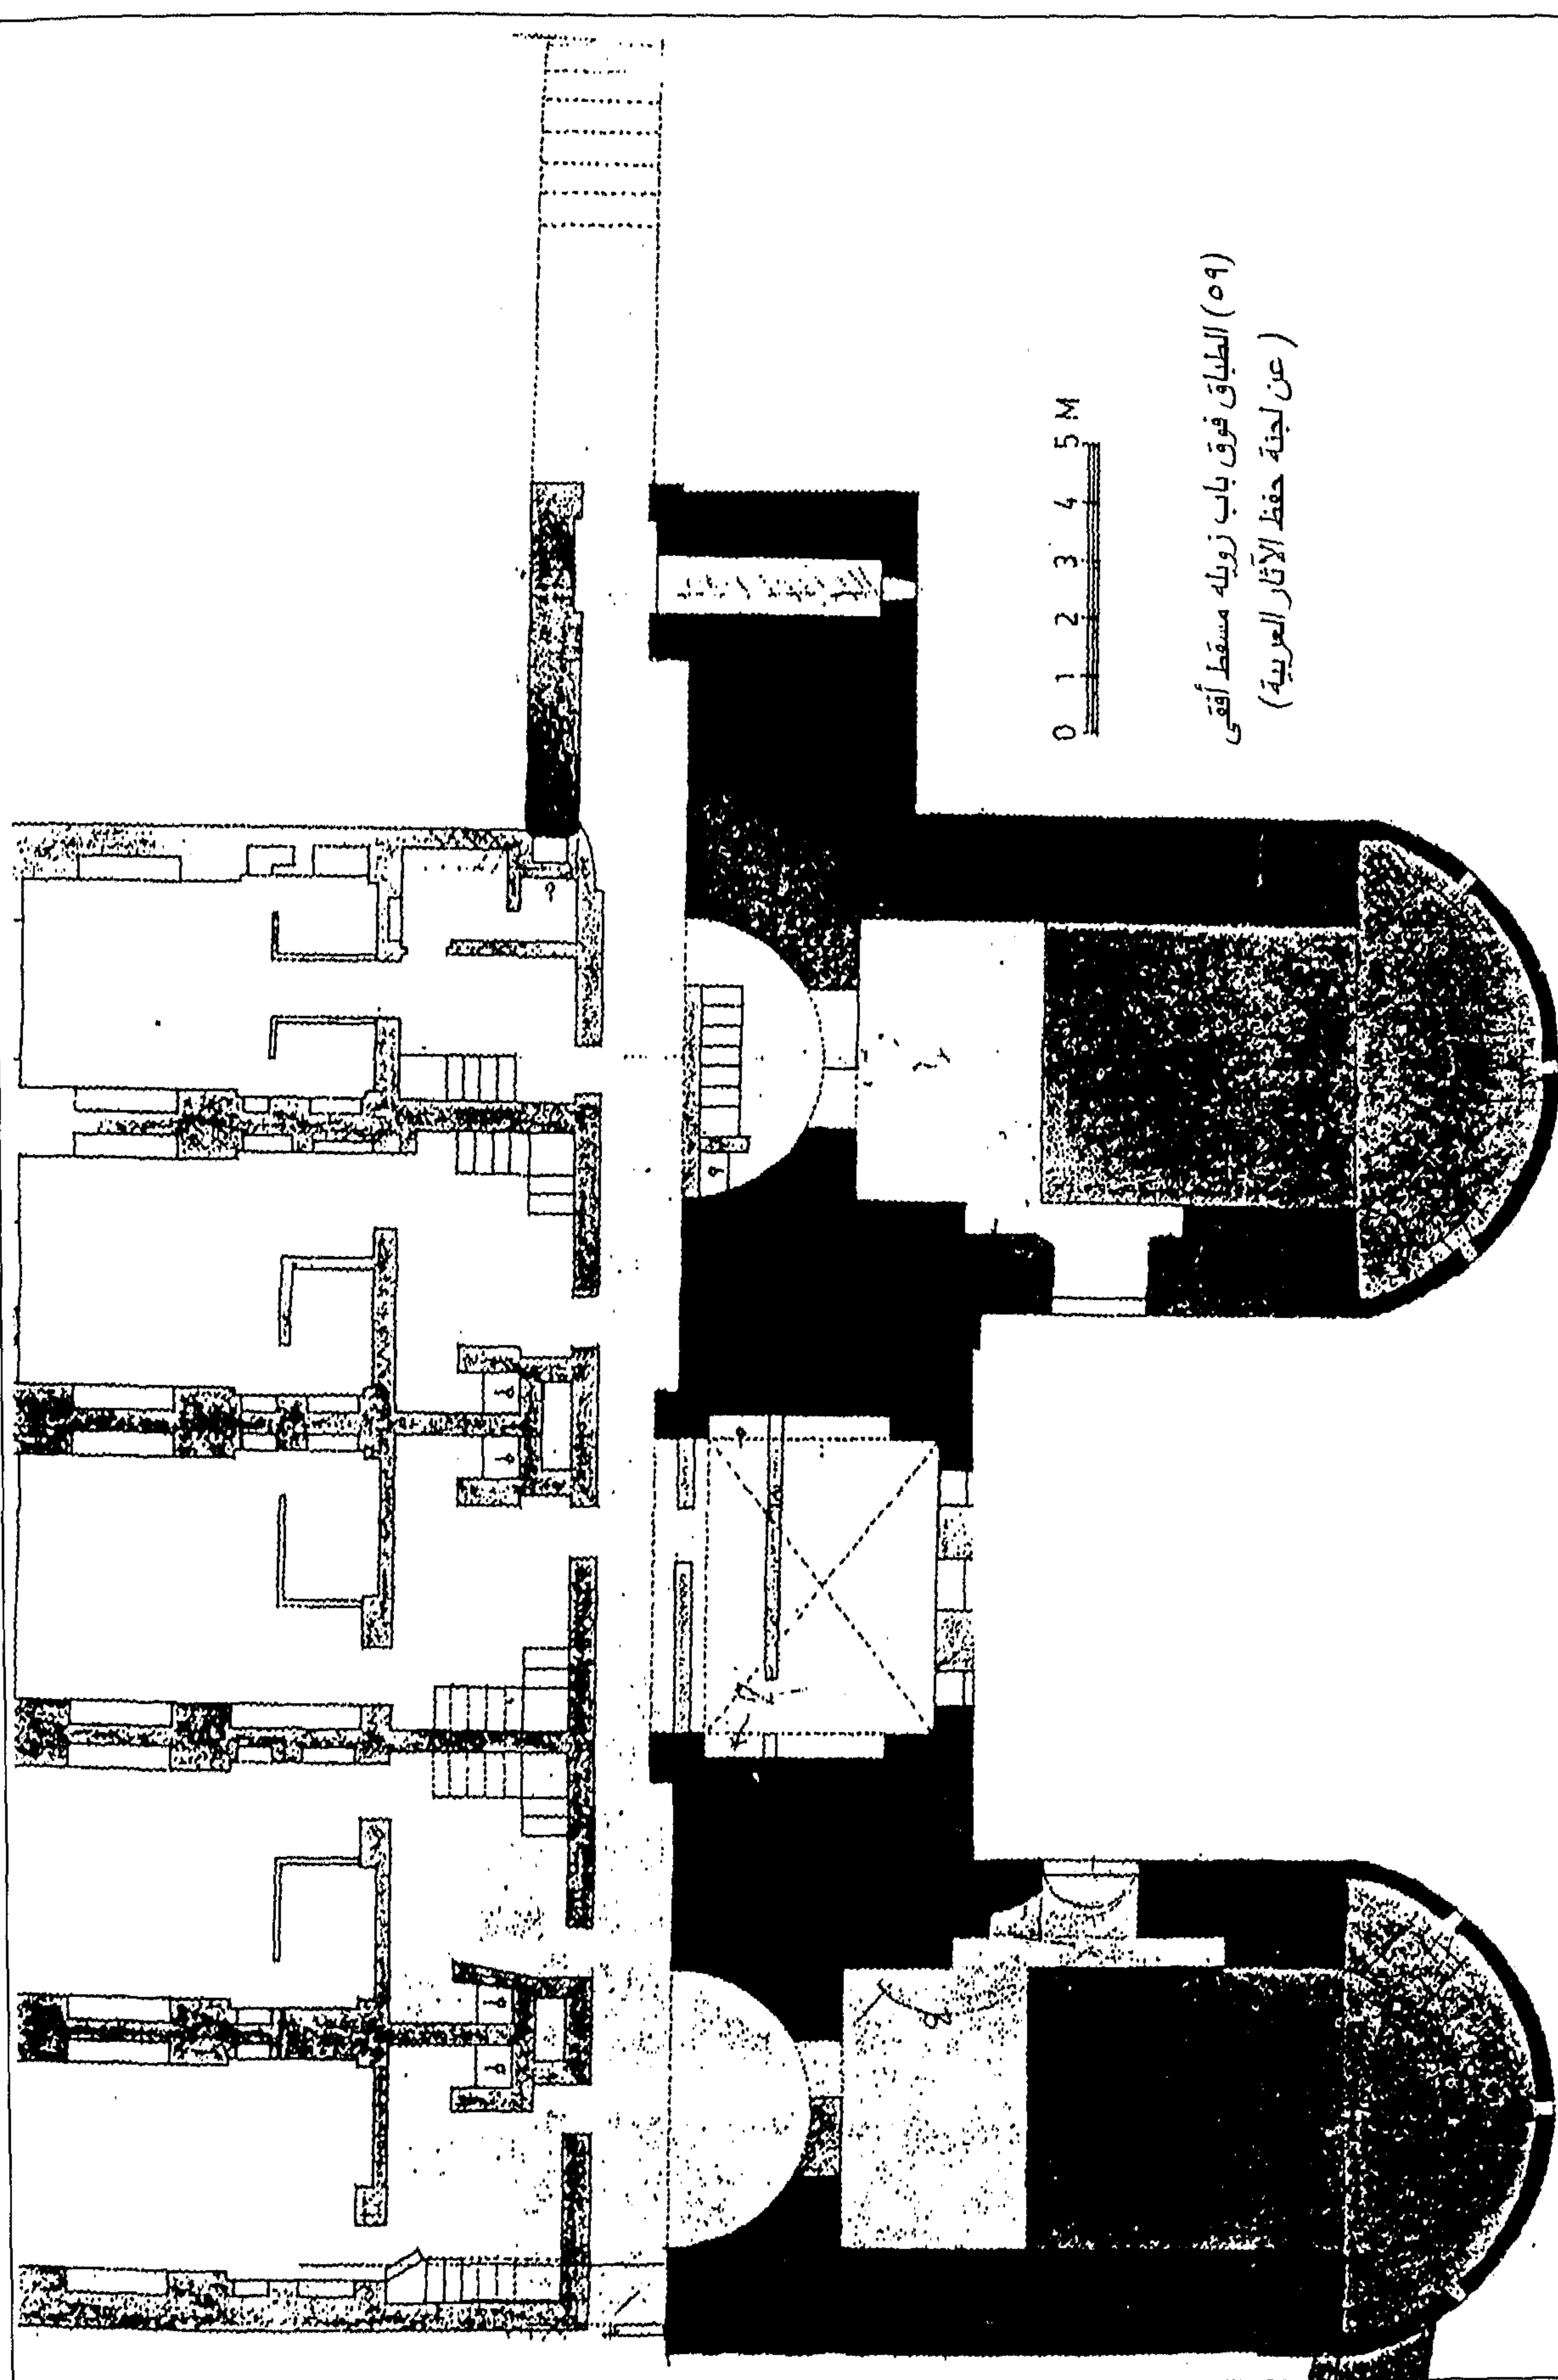 0 1 2 3 4 5 M
(٥٩) الطباق فوق باب زويله مسقط أفقى
(عن لجنة حفظ الآثار العربية)